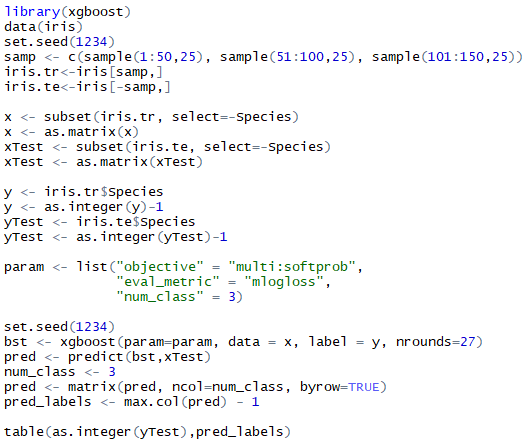 library(xgboost)
data(iris)
set.seed(1234)
samp <- c(sample(1:50,25), sample(51:100,25), sample(101:150,25))
iris.tr<-iris[samp,]
iris.te<-iris[-samp,]

x <- subset(iris.tr, select=-Species)
x <- as.matrix(x)
xTest <- subset(iris.te, select=-Species)
xTest <- as.matrix(xTest)

y <- iris.tr$Species
y <- as.integer(y)-1
yTest <- iris.te$Species
yTest <- as.integer(yTest)-1

param <- list("objective" = "multi:softprob",
              "eval_metric" = "mlogloss",
              "num_class" = 3)

set.seed(1234)
bst <- xgboost(param=param, data = x, label = y, nrounds=27)
pred <- predict(bst,xTest)
num_class <- 3
pred <- matrix(pred, ncol=num_class, byrow=TRUE)
pred_labels <- max.col(pred) - 1

table(as.integer(yTest),pred_labels)